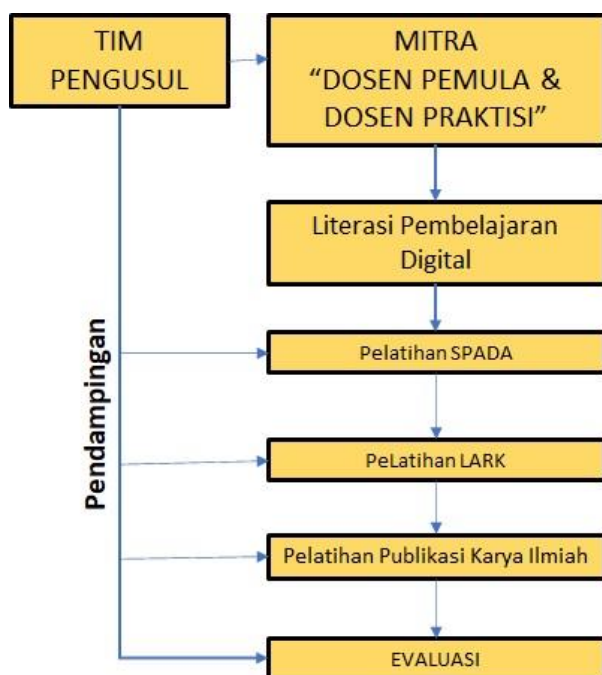 TIM
PENGUSUL
MITRA
“DOSEN PEMULA &
DOSEN PRAKTISI”
Literasi Pembelajaran
Digital
Pendampingan
Pelatihan SPADA
PeLatihan LARK
Pelatihan Publikasi Karya Ilmiah
EVALUASI